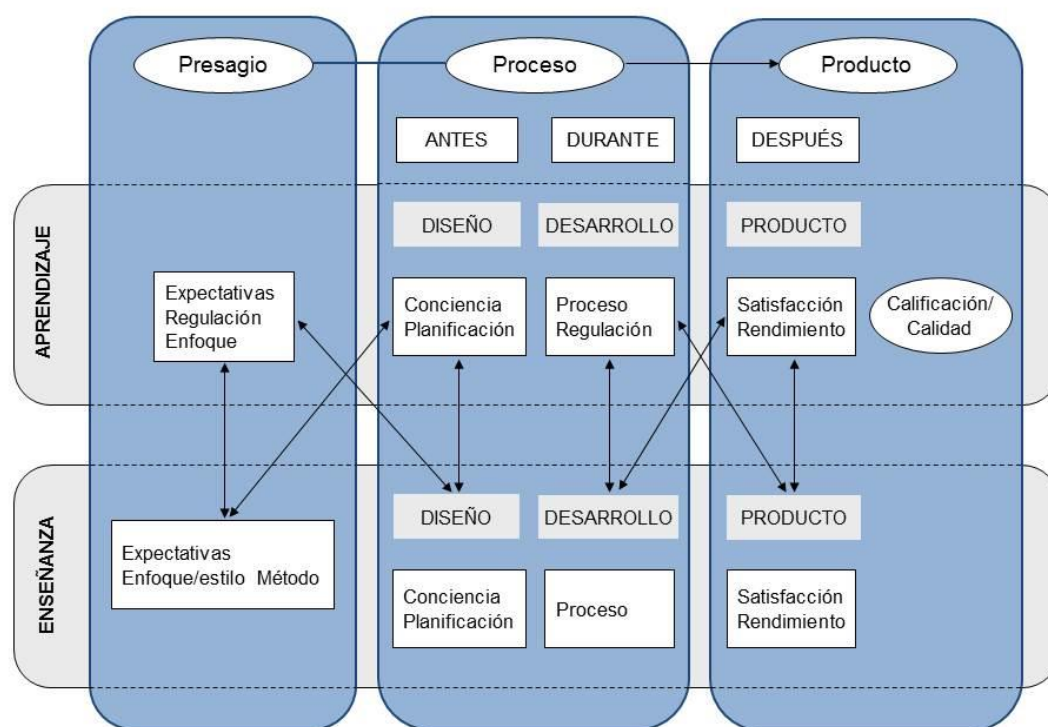 Presagio
Proceso
Producto
ANTES
DURANTE
DESPUÉS
APRENDIZAJE
DISEÑO
DESARROLLO
PRODUCTO
Expectativas
Regulación
Enfoque
Conciencia
Planificación
Proceso
Regulación
Satisfacción
Rendimiento
Calificación/
Calidad
ENSEÑANZA
DISEÑO
DESARROLLO
PRODUCTO
Expectativas
Enfoque/estilo Método
Conciencia
Planificación
Proceso
Satisfacción
Rendimiento